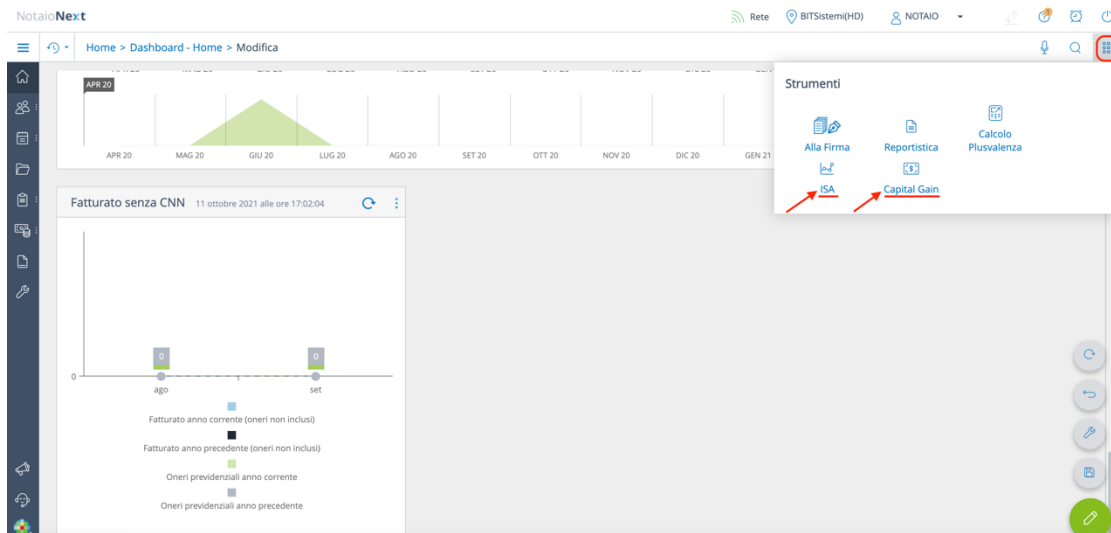 NotaioNext
Rete
BITSistemi(HD)
NOTAIO
Home > Dashboard - Home > Modifica
Strumenti
Alla Firma
Reportistica
Calcolo
Plusvalenza
ISA
Capital Gain
APR 20
APR 20
MAG 20
GIU 20
LUG 20
AGO 20
SET 20
OTT 20
NOV 20
DIC 20
GEN 21
Fatturato senza CNN
11 ottobre 2021 alle ore 17:02:04
0
0
0
ago
set
Fatturato anno corrente (oneri non inclusi)
Fatturato anno precedente (oneri non inclusi)
Oneri previdenziali anno corrente
Oneri previdenziali anno precedente